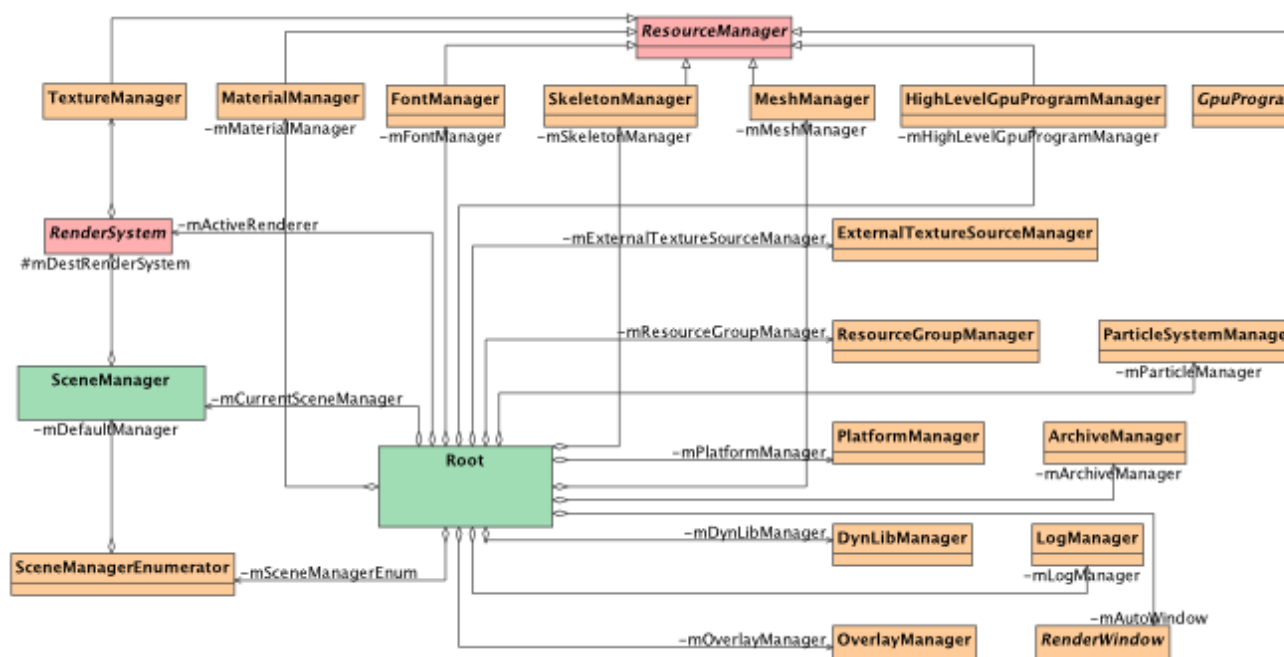 ResourceManager
TextureManager
MaterialManager
FontManager
SkeletonManager
MeshManager
HighLevelGpuProgramManager
GpuProgra
-mMaterialManager
-mFontManager
-mSkeletonManager
-mMeshManager
-mHighLevelGpuProgramManager
RenderSystem
-mActiveRenderer
-mExternalTextureSourceManager
ExternalTextureSourceManager
#mDestRenderSystem
-mResourceGroupManager
ResourceGroupManager
ParticleSystemManage
-mParticleManager
SceneManager
-mCurrentSceneManager
-mDefaultManager
Root
-mPlatformManager
PlatformManager
ArchiveManager
-mArchiveManager
-mDynLibManager
DynLibManager
LogManager
-mLogManager
SceneManagerEnumerator
-mSceneManagerEnum
-mAutoWindow
-mOverlayManager
OverlayManager
RenderWindow